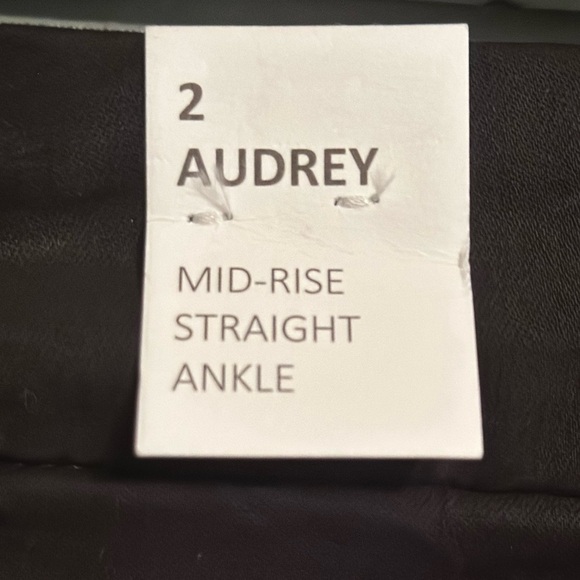 2
AUDREY
MID-RISE
STRAIGHT
ANKLE